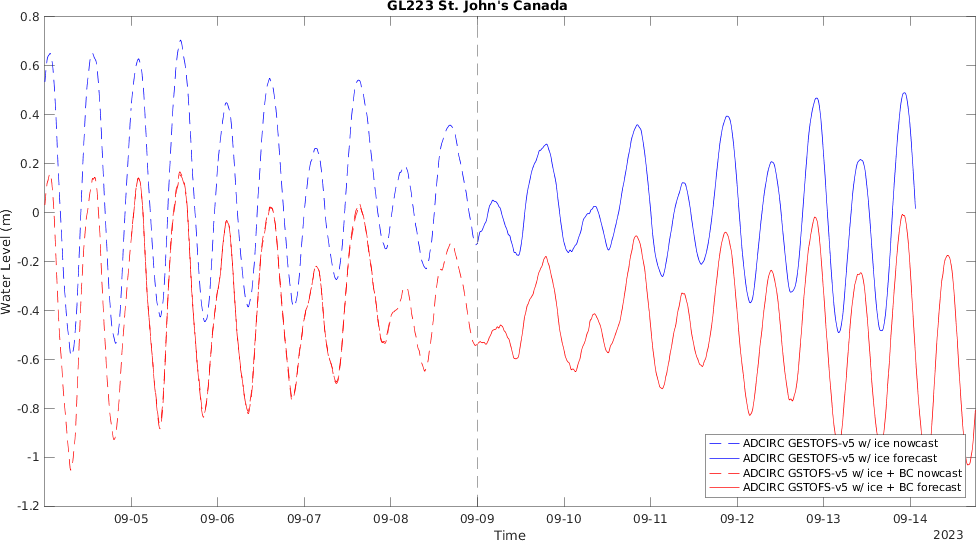 GL223 St. John's Canada
0.8
0.6
0.4
0.2
0
-0.2
-0.4
-0.6
-0.8
-1
-1.2
Water Level (m)
ADCIRC GESTOFS-v5 w/ ice nowcast
ADCIRC GESTOFS-v5 w/ ice forecast
ADCIRC GSTOFS-v5 w/ ice + BC nowcast
ADCIRC GSTOFS-v5 w/ ice + BC forecast
09-05 09-06 09-07 09-08 09-09 09-10 09-11 09-12 09-13 09-14
Time
2023